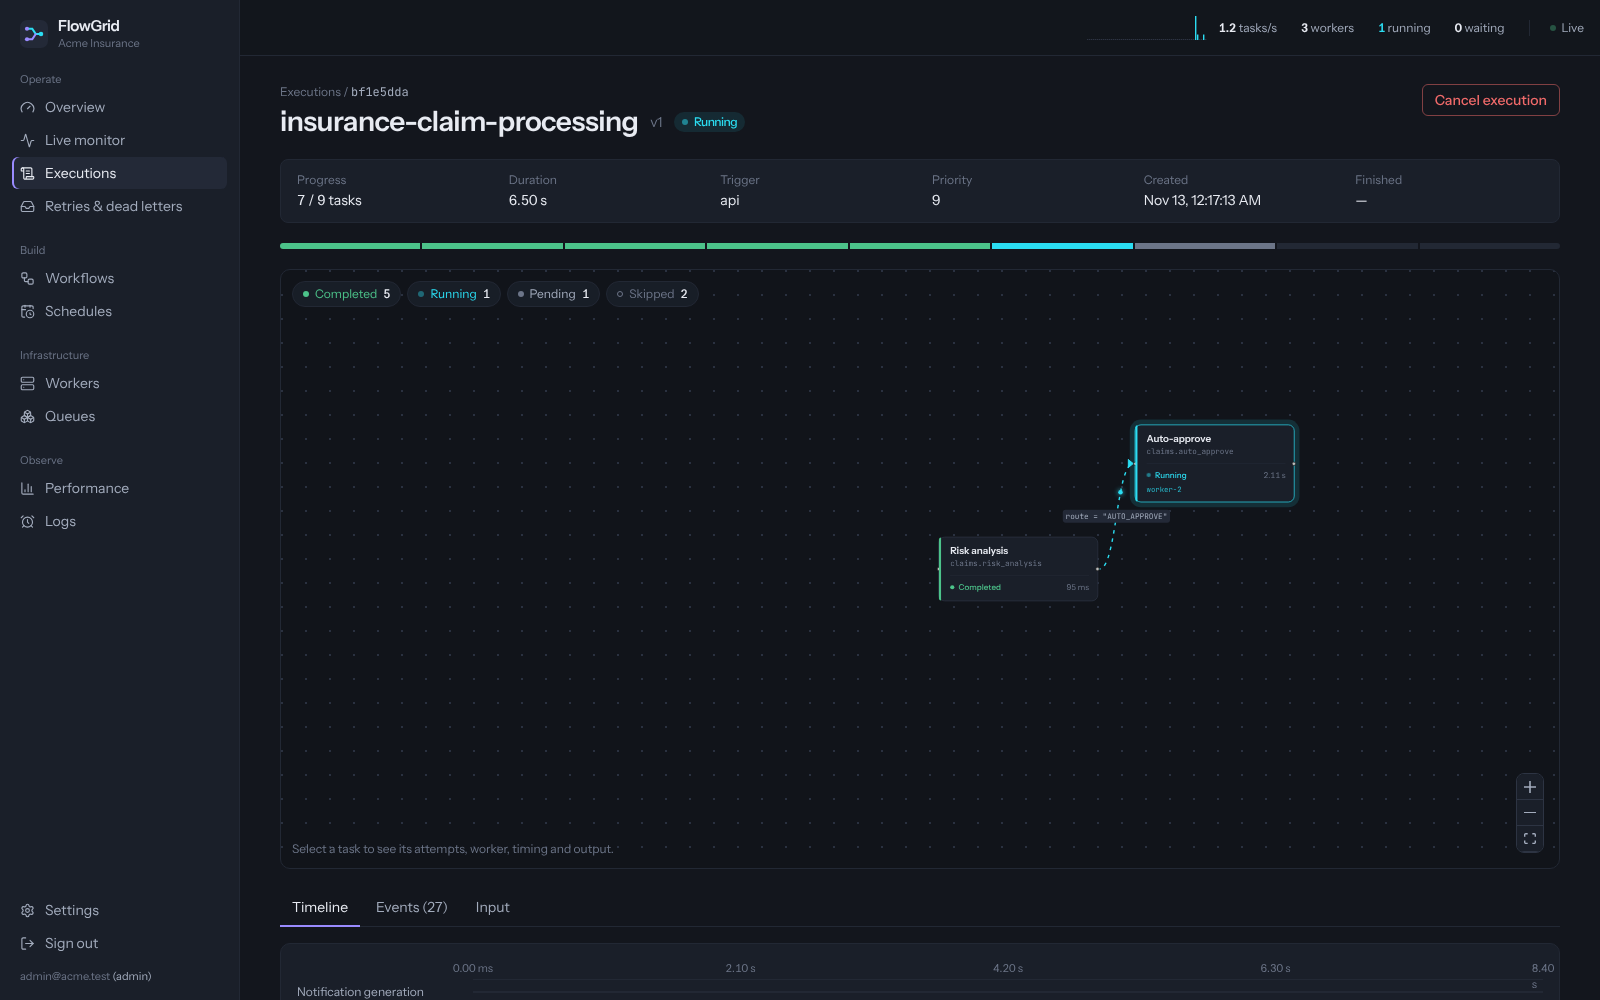 FlowGrid
Acme Insurance
Operate
Overview
Live monitor
Executions
Retries & dead letters
Build
Workflows
Schedules
Infrastructure
Workers
Queues
Observe
Performance
Logs
Settings
Sign out
admin@acme.test (admin)
1.2 tasks/s 3 workers 1 running 0 waiting Live
Executions / bf1e5dda
insurance-claim-processing v1 Running
Cancel execution
Progress Duration Trigger Priority Created Finished
7 / 9 tasks 6.50 s api 9 Nov 13, 12:17:13 AM —
Completed 5 Running 1 Pending 1 Skipped 2
Auto-approve
claims.auto_approve
Running 2.11 s
worker-2
route = "AUTO_APPROVE"
Risk analysis
claims.risk_analysis
Completed 95 ms
Select a task to see its attempts, worker, timing and output.
Timeline Events (27) Input
0.00 ms 2.10 s 4.20 s 6.30 s 8.40 s
Notification generation